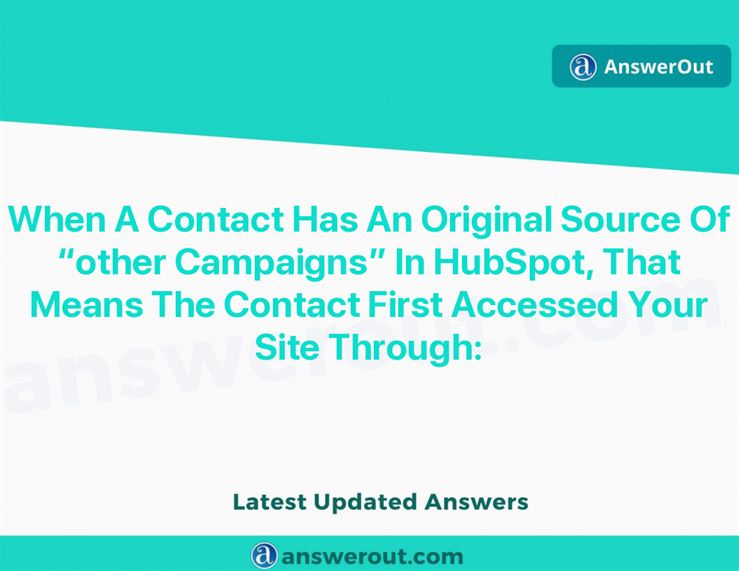 AnswerOut
When A Contact Has An Original Source Of
“other Campaigns” In HubSpot, That
Means The Contact First Accessed Your
Site Through:
answerout.com
Latest Updated Answers
answerout.com